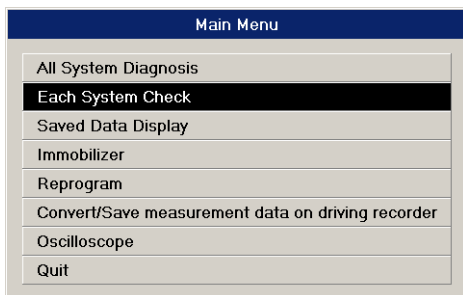 Main Menu
All System Diagnosis
Each System Check
Saved Data Display
Immobilizer
Reprogram
Convert/Save measurement data on driving recorder
Oscilloscope
Quit